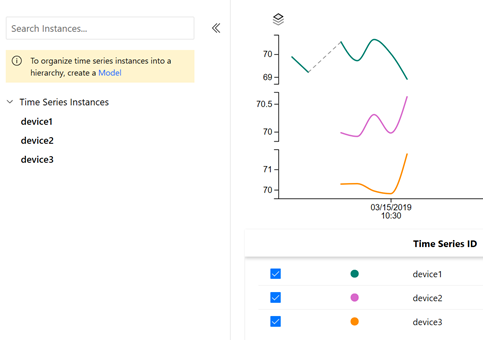 Search Instances...
To organize time series instances into a
hierarchy, create a Model
Time Series Instances
device1
device2
device3
70
69
70.5
70
71
70
03/15/2019
10:30
Time Series ID
device1
device2
device3